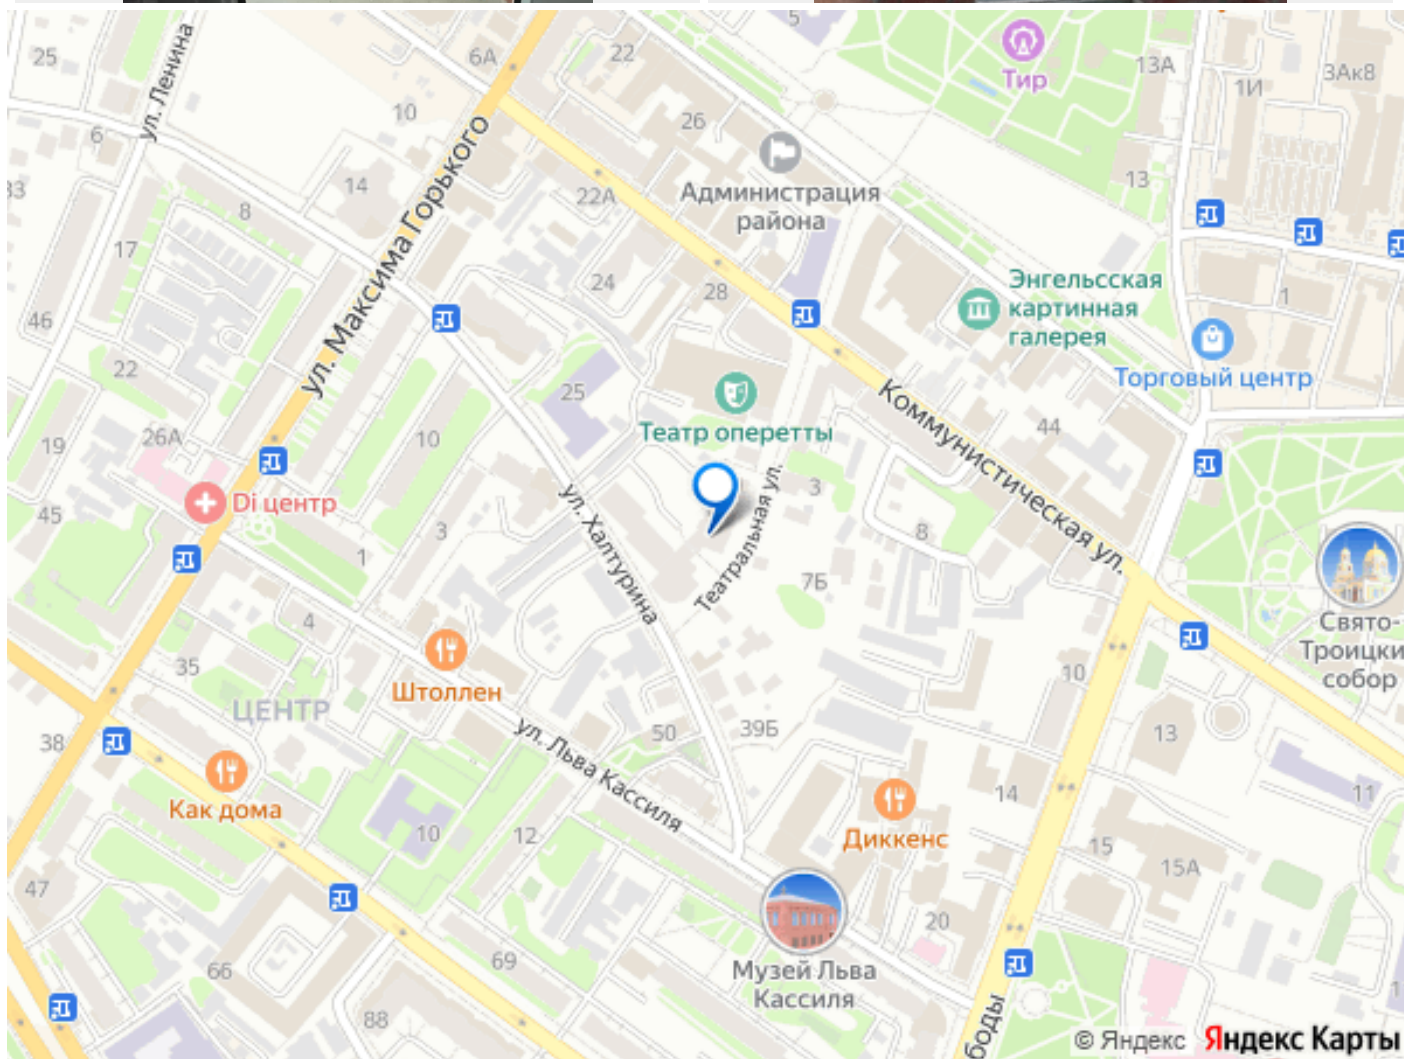 25
ул. Ленина
6А
22
5
Тир
13А
1И
3Ак8
10
26
6
Администрация
района
14
22А
13
33
8
ул. Максима Горького
17
Энгельсская
картинная
галерея
24
28
1
46
22
Торговый центр
25
Театр оперетты
Коммунистическая ул.
19
26А
10
44
Di центр
45
ул. Халтурина
3
8
3
1
Театральная ул.
7Б
4
Свято-
Троицки
собор
35
Штоллен
10
ЦЕНТР
38
50
39Б
13
ул. Льва Кассиля
Как дома
14
11
10
12
Диккенс
15
15А
47
20
66
69
Музей Льва
Кассиля
88
боды
1
© Яндекс Яндекс Карты